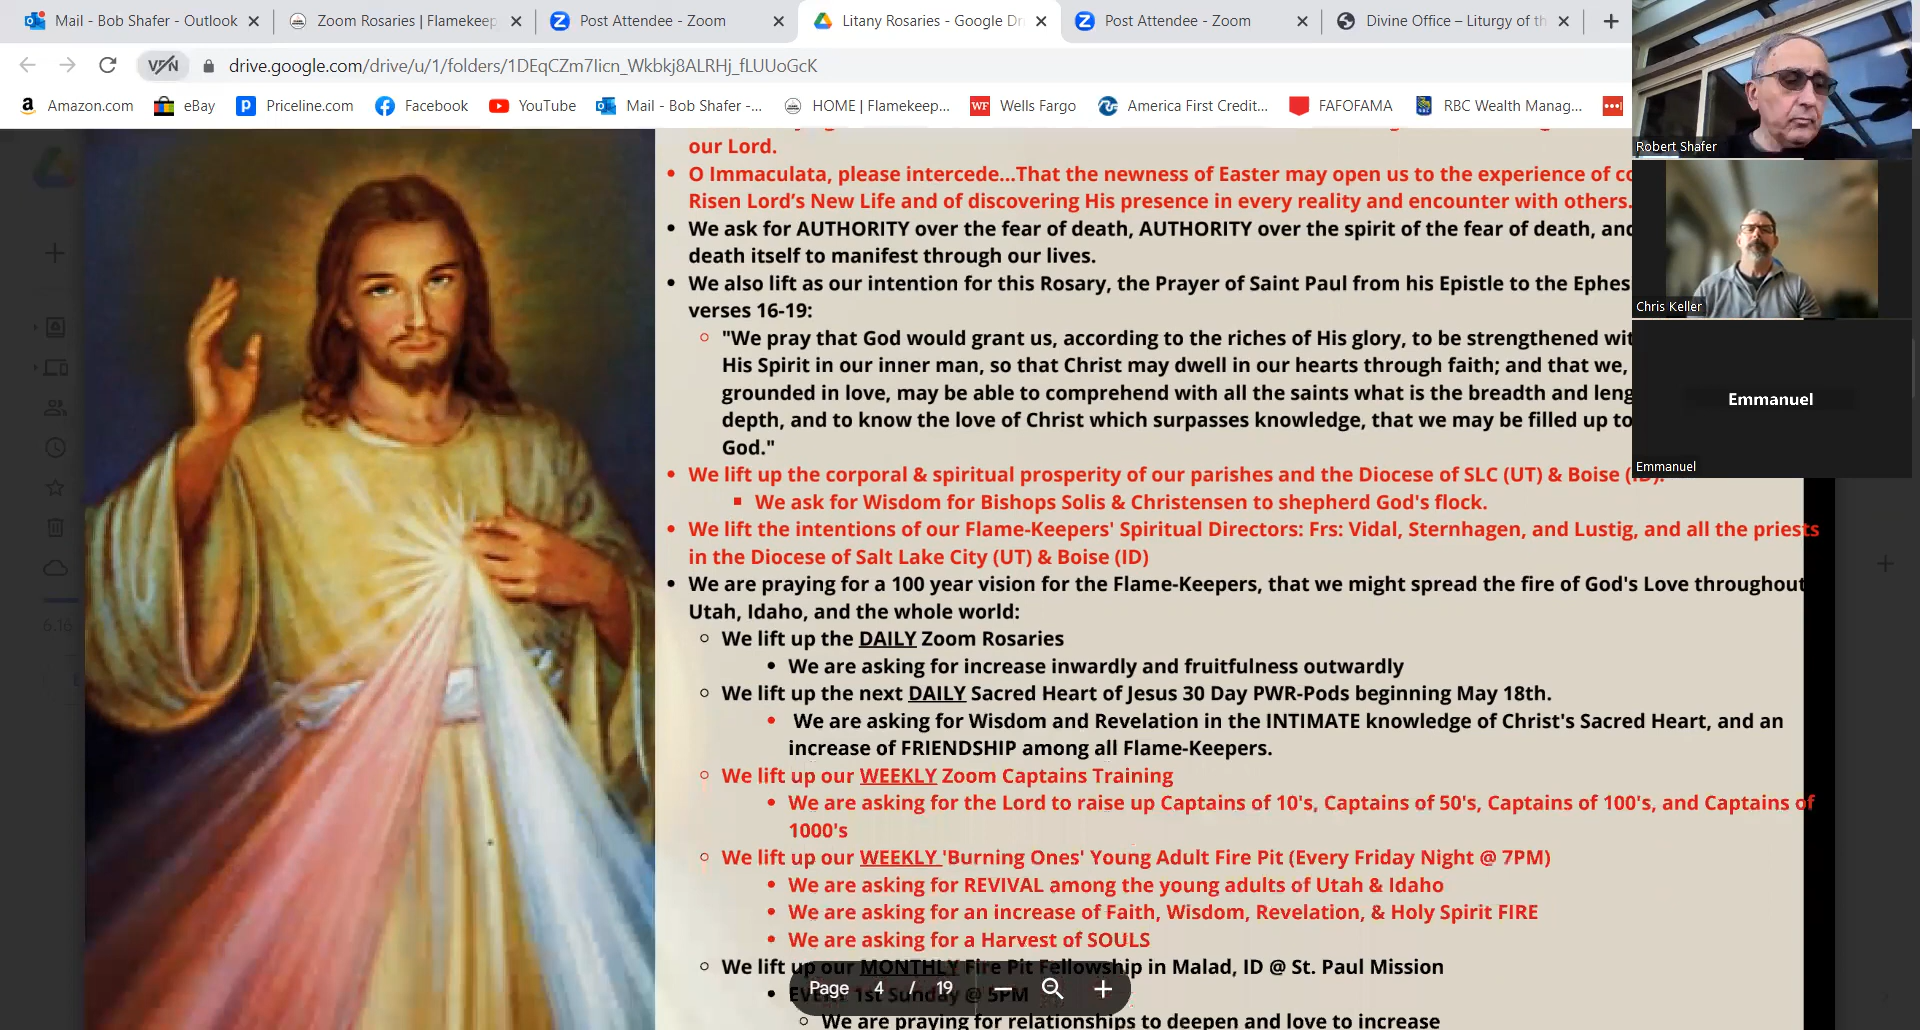 Mail - Bob Shafer - Outlook
Zoom Rosaries | Flamekeep
Post Attendee - Zoom
Litany Rosaries - Google Dr
Post Attendee - Zoom
Divine Office – Liturgy of th
VPN
drive.google.com/drive/u/1/folders/1DEqCZm7Iicn_Wkbkj8ALRHj_fLUUoGcK
Amazon.com
eBay
Priceline.com
Facebook
YouTube
Mail - Bob Shafer -...
HOME | Flamekeep...
Wells Fargo
America First Credit...
FAFOFAMA
RBC Wealth Manag...
our Lord.
O Immaculata, please intercede...That the newness of Easter may open us to the experience of
Risen Lord's New Life and of discovering His presence in every reality and encounter with others.
We ask for AUTHORITY over the fear of death, AUTHORITY over the spirit of the fear of death, and
death itself to manifest through our lives.
We also lift as our intention for this Rosary, the Prayer of Saint Paul from his Epistle to the Ephes
verses 16-19:
"We pray that God would grant us, according to the riches of His glory, to be strengthened wit
His Spirit in our inner man, so that Christ may dwell in our hearts through faith; and that we,
grounded in love, may be able to comprehend with all the saints what is the breadth and leng
depth, and to know the love of Christ which surpasses knowledge, that we may be filled up to
God."
We lift up the corporal & spiritual prosperity of our parishes and the Diocese of SLC (UT) & Boise (ID).
We ask for Wisdom for Bishops Solis & Christensen to shepherd God's flock.
We lift the intentions of our Flame-Keepers' Spiritual Directors: Frs: Vidal, Sternhagen, and Lustig, and all the priests
in the Diocese of Salt Lake City (UT) & Boise (ID)
We are praying for a 100 year vision for the Flame-Keepers, that we might spread the fire of God's Love throughout
Utah, Idaho, and the whole world:
We lift up the DAILY Zoom Rosaries
We are asking for increase inwardly and fruitfulness outwardly
We lift up the next DAILY Sacred Heart of Jesus 30 Day PWR-Pods beginning May 18th.
We are asking for Wisdom and Revelation in the INTIMATE knowledge of Christ's Sacred Heart, and an
increase of FRIENDSHIP among all Flame-Keepers.
We lift up our WEEKLY Zoom Captains Training
We are asking for the Lord to raise up Captains of 10's, Captains of 50's, Captains of 100's, and Captains of
1000's
We lift up our WEEKLY 'Burning Ones' Young Adult Fire Pit (Every Friday Night @ 7PM)
We are asking for REVIVAL among the young adults of Utah & Idaho
We are asking for an increase of Faith, Wisdom, Revelation, & Holy Spirit FIRE
We are asking for a Harvest of SOULS
We lift up our MONTHLY Fire Pit Fellowship in Malad, ID @ St. Paul Mission
EVERY 1st Sunday @ 5PM
We are praying for relationships to deepen and love to increase
Page 4 / 19
6.16
Robert Shafer
Chris Keller
Emmanuel
Emmanuel